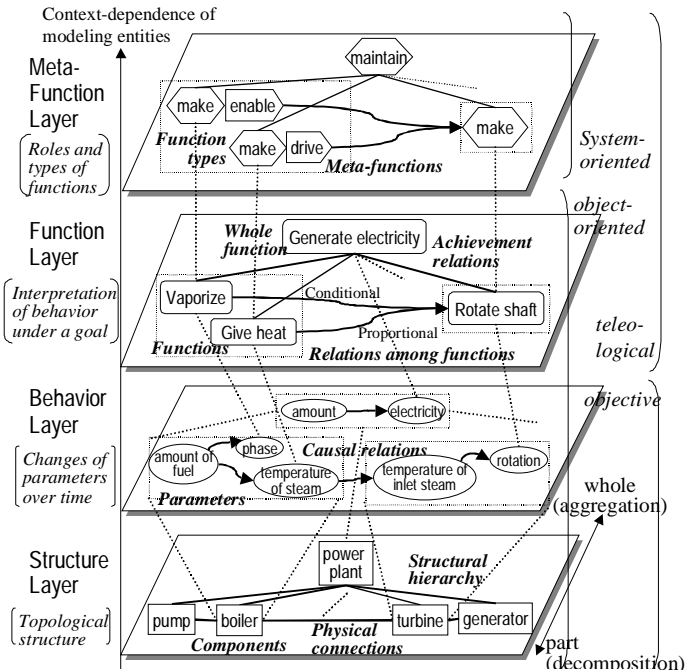 Context-dependence of
modeling entities
Meta-
Function
Layer
Roles and
types of
functions
maintain
make
enable
Function
types
make
drive
Meta-functions
make
System-
oriented
object-
oriented
Function
Layer
Interpretation
of behavior
under a goal
Whole
function
Generate electricity
Achievement
relations
Vaporize
Conditional
Rotate shaft
Give heat
Proportional
Functions
Relations among functions
teleo-
logical
Behavior
Layer
Changes of
parameters
over time
amount
electricity
objective
amount of
fuel
phase
Causal relations
temperature
of steam
temperature of
inlet steam
rotation
Parameters
whole
(aggregation)
Structure
Layer
Topological
structure
power
plant
Structural
hierarchy
pump
boiler
turbine
generator
Components
Physical
connections
part
(decomposition)